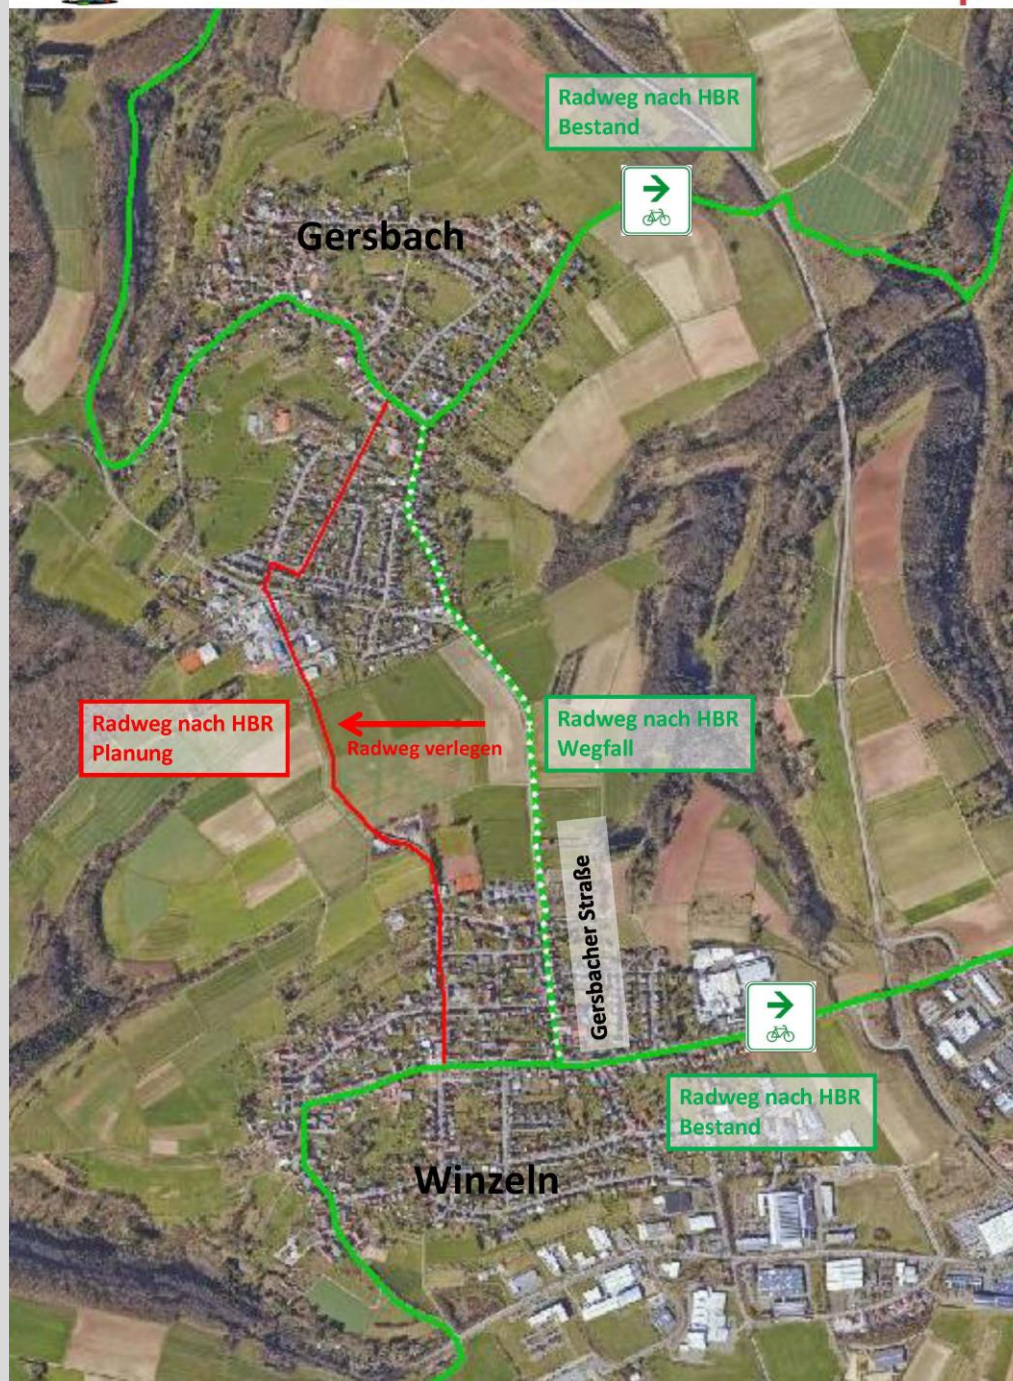 Radweg nach HBR
Bestand
Gersbach
Radweg nach HBR
Planung
Radweg verlegen
Radweg nach HBR
Wegfall
Gersbacher Straße
Radweg nach HBR
Bestand
Winzeln